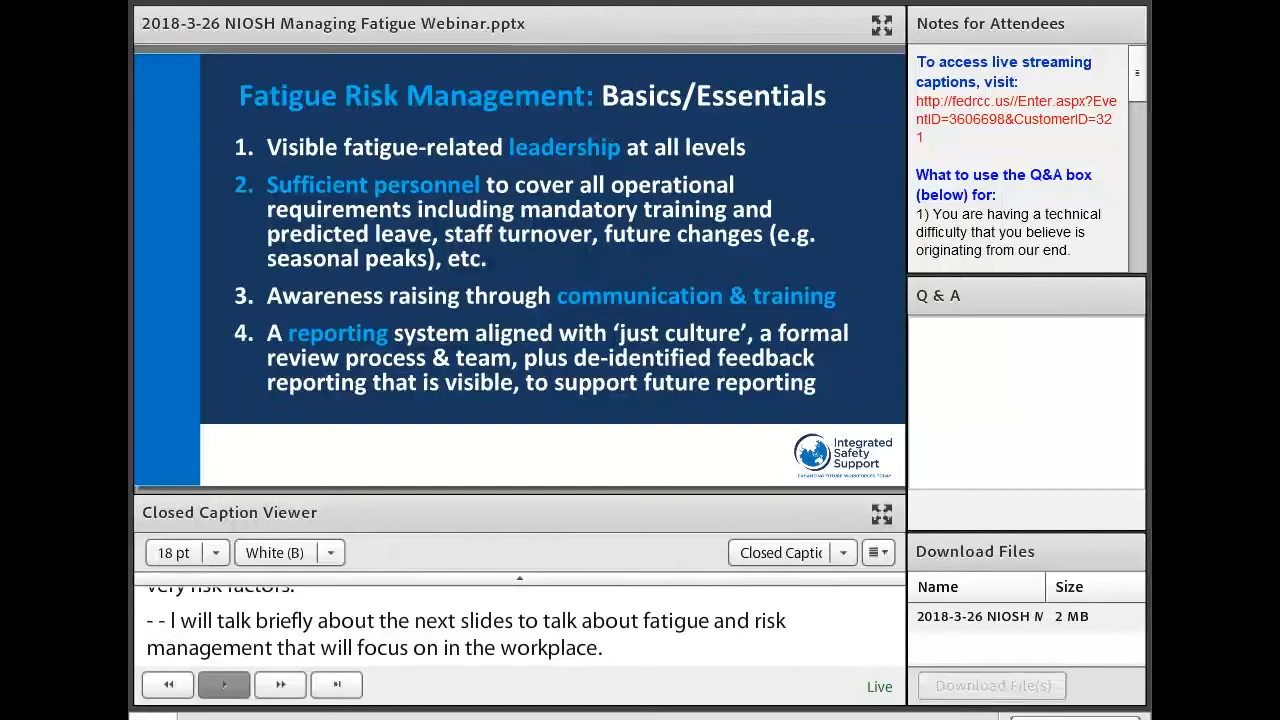 2018-3-26 NIOSH Managing Fatigue Webinar.pptx
Fatigue Risk Management: Basics/Essentials
1. Visible fatigue-related leadership at all levels
2. Sufficient personnel to cover all operational
requirements including mandatory training and
predicted leave, staff turnover, future changes (e.g.
seasonal peaks), etc.
3. Awareness raising through communication & training
4. A reporting system aligned with ‘just culture’, a formal
review process & team, plus de-identified feedback
reporting that is visible, to support future reporting
Integrated
Safety
Support
ENHANCING FUTURE WORKFORCES TODAY
Closed Caption Viewer
18 pt
White (B)
Closed Captic
very risk factors.
- - I will talk briefly about the next slides to talk about fatigue and risk
management that will focus on in the workplace.
Live
Notes for Attendees
To access live streaming
captions, visit:
http://fedrcc.us//Enter.aspx?Eve
ntID=3606698&CustomerID=32
1
What to use the Q&A box
(below) for:
1) You are having a technical
difficulty that you believe is
originating from our end.
Q & A
Download Files
Name Size
2018-3-26 NIOSH M 2 MB
Download File(s)